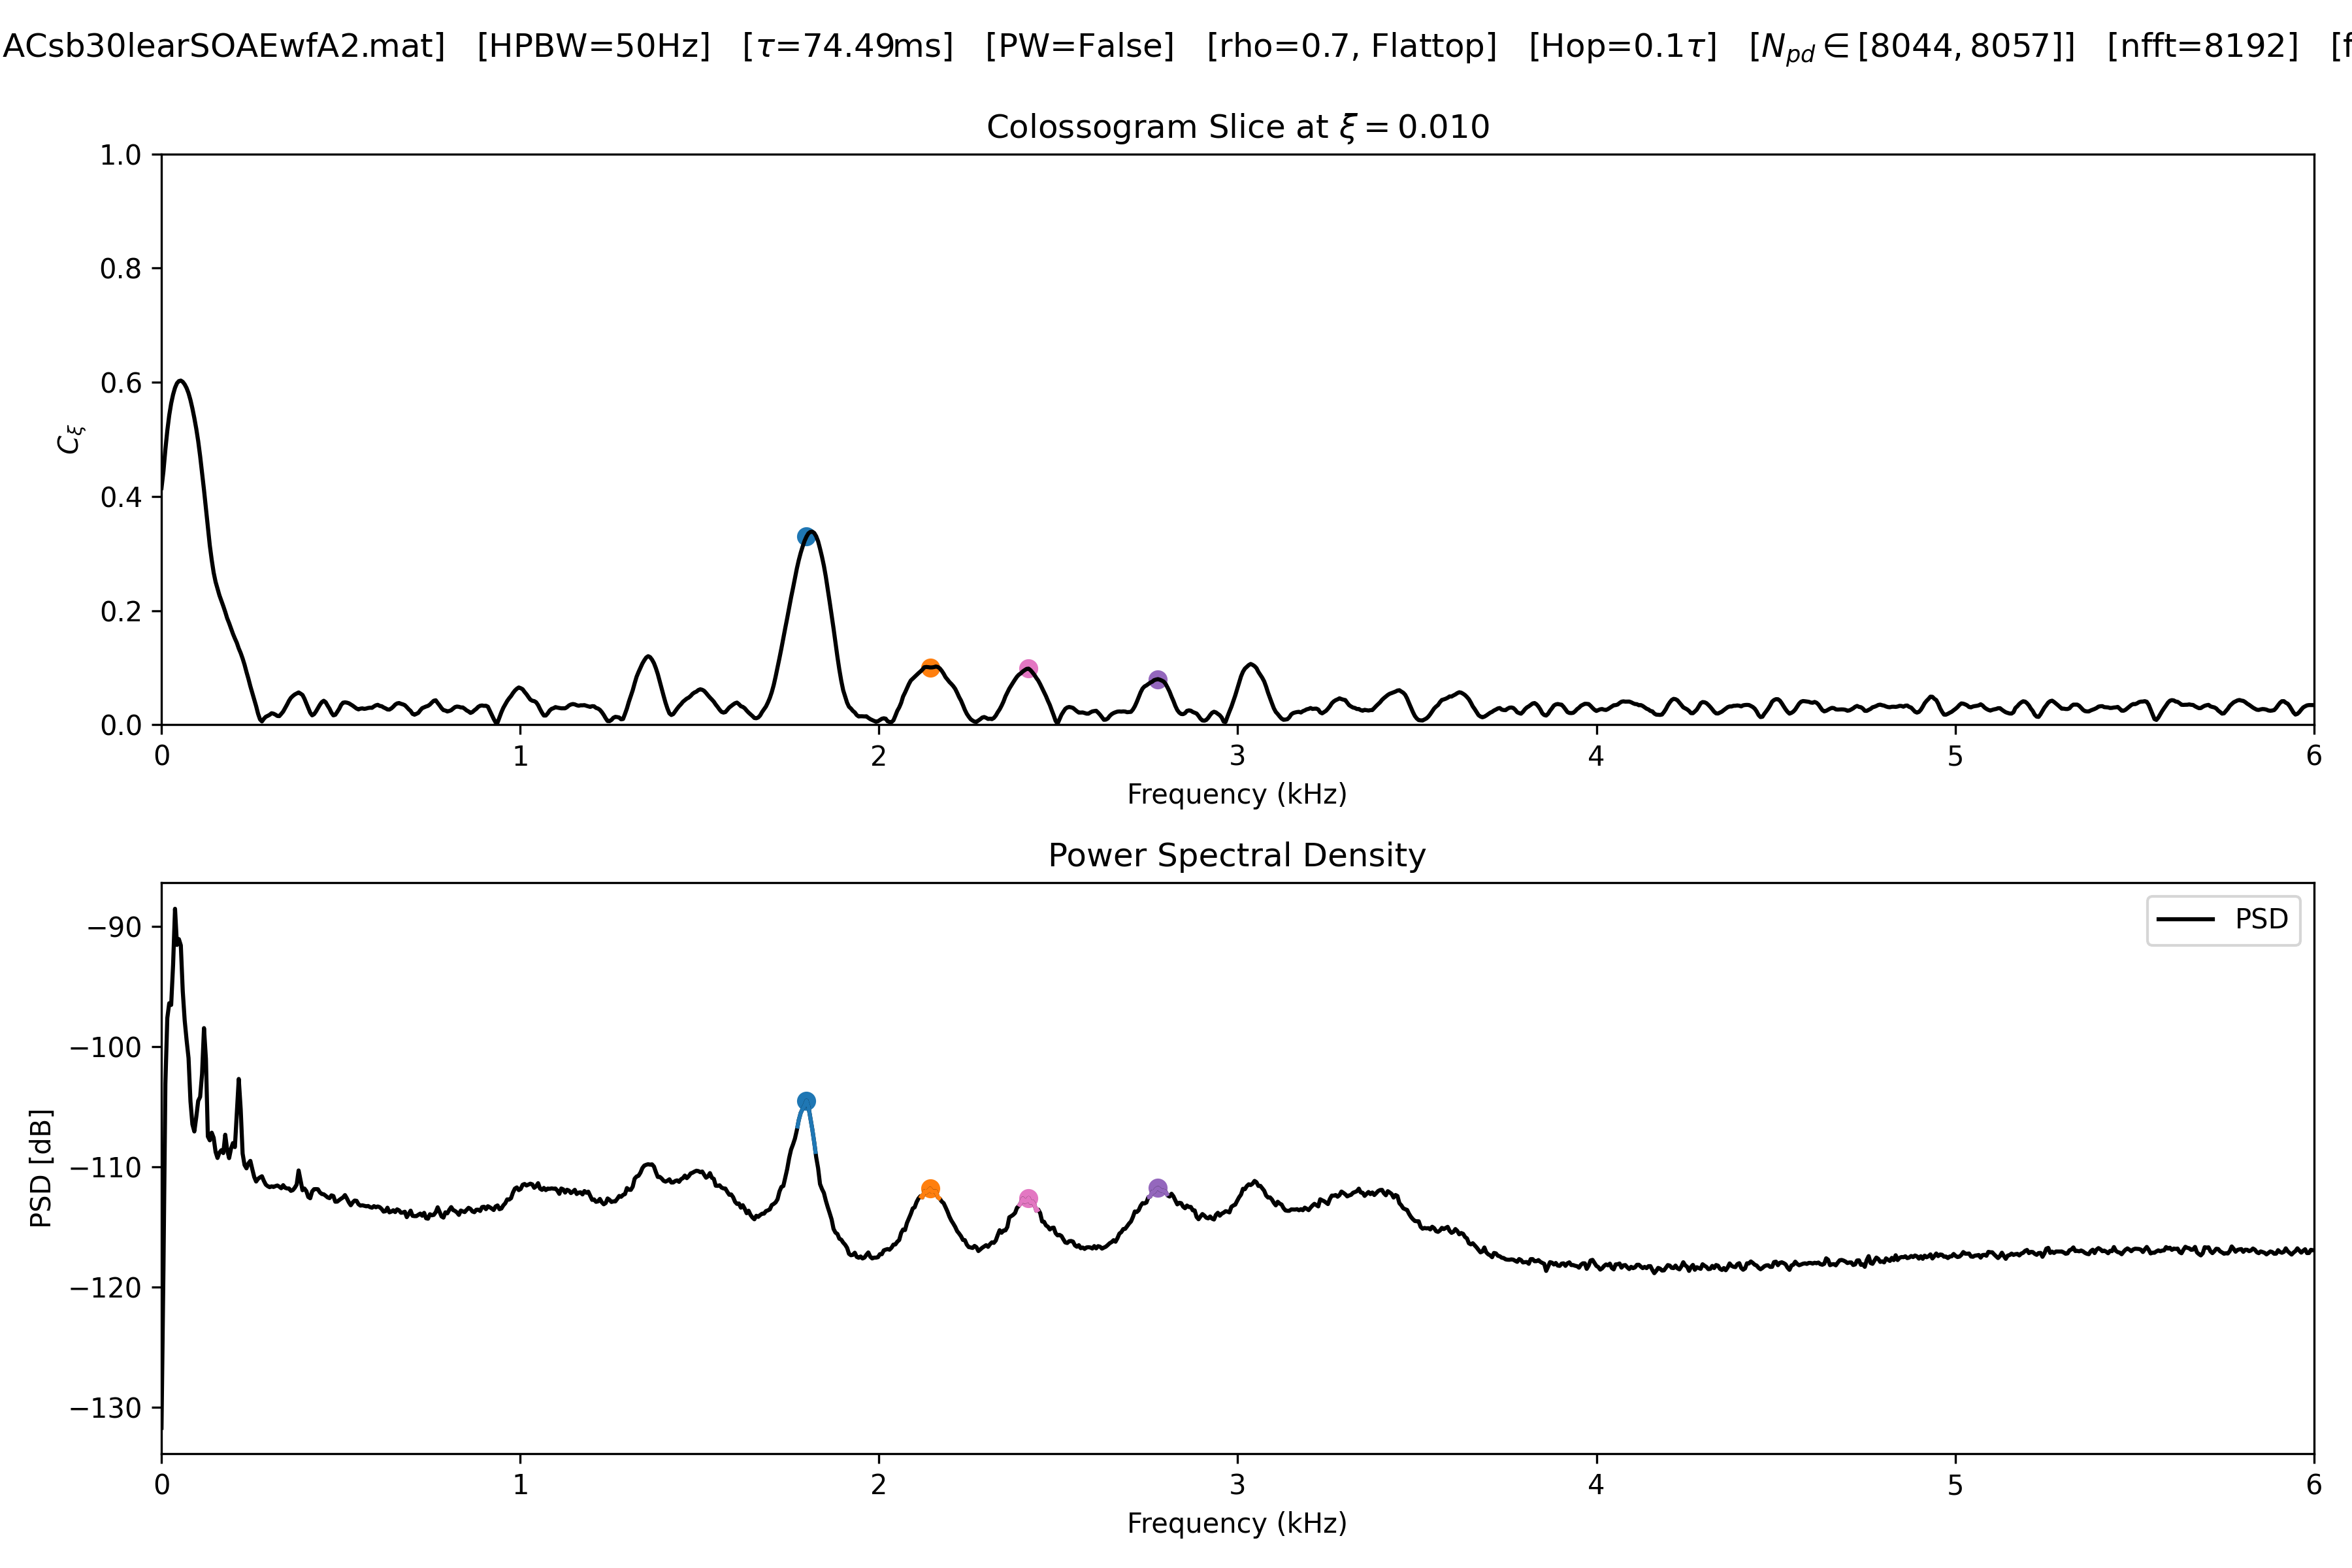 ACsb30learSOAEwfA2.mat] [HPBW=50Hz] [τ=74.49ms] [PW=False] [rho=0.7, Flattop] [Hop=0.1τ] [N_pd ∈ [8044, 8057]] [nfft=8192] [f
Colossogram Slice at ξ = 0.010
1.0
0.8
0.6
0.4
0.2
0.0
C_ξ
0 1 2 3 4 5 6
Frequency (kHz)
Power Spectral Density
PSD
−90
−100
−110
−120
−130
PSD [dB]
0 1 2 3 4 5 6
Frequency (kHz)